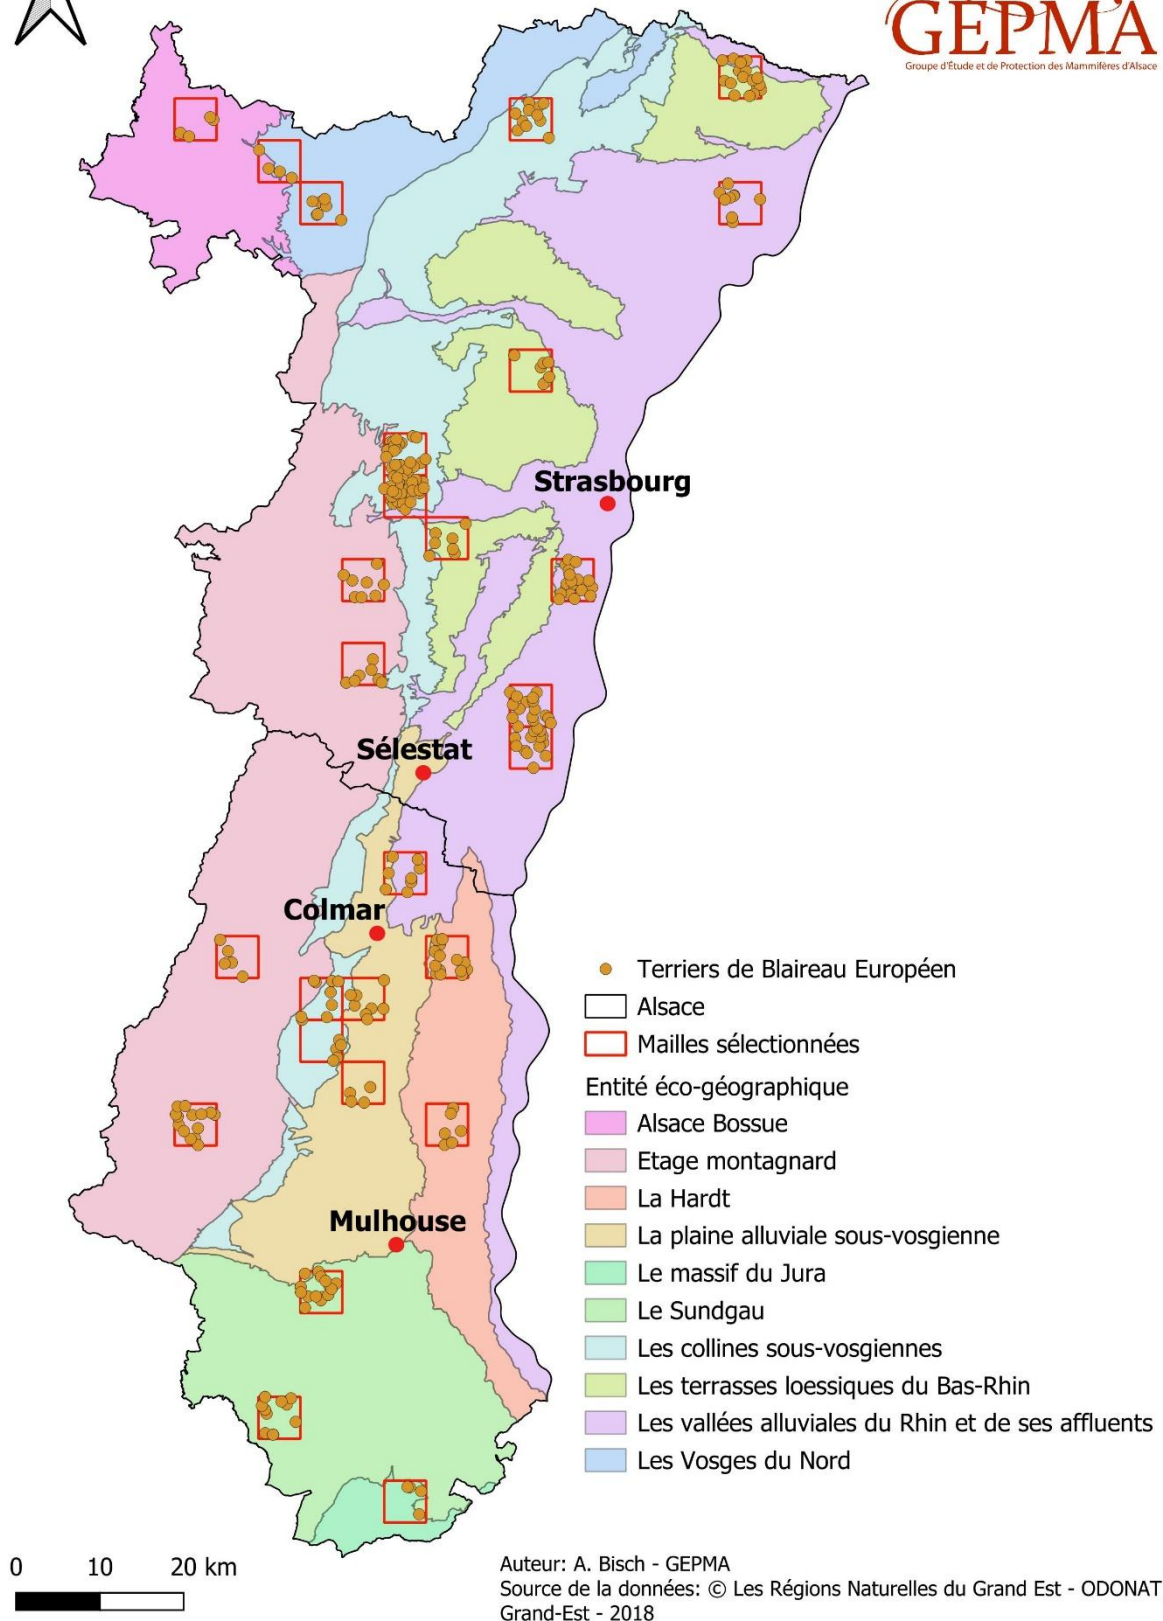 GEPMA
Groupe d'Étude et de Protection des Mammifères d'Alsace
Strasbourg
Sélestat
Colmar
Mulhouse
Terriers de Blaireau Européen
Alsace
Mailles sélectionnées
Entité éco-géographique
Alsace Bossue
Etage montagnard
La Hardt
La plaine alluviale sous-vosgienne
Le massif du Jura
Le Sundgau
Les collines sous-vosgiennes
Les terrasses loessiques du Bas-Rhin
Les vallées alluviales du Rhin et de ses affluents
Les Vosges du Nord
0 10 20 km
Auteur: A. Bisch - GEPMA
Source de la données: © Les Régions Naturelles du Grand Est - ODONAT
Grand-Est - 2018